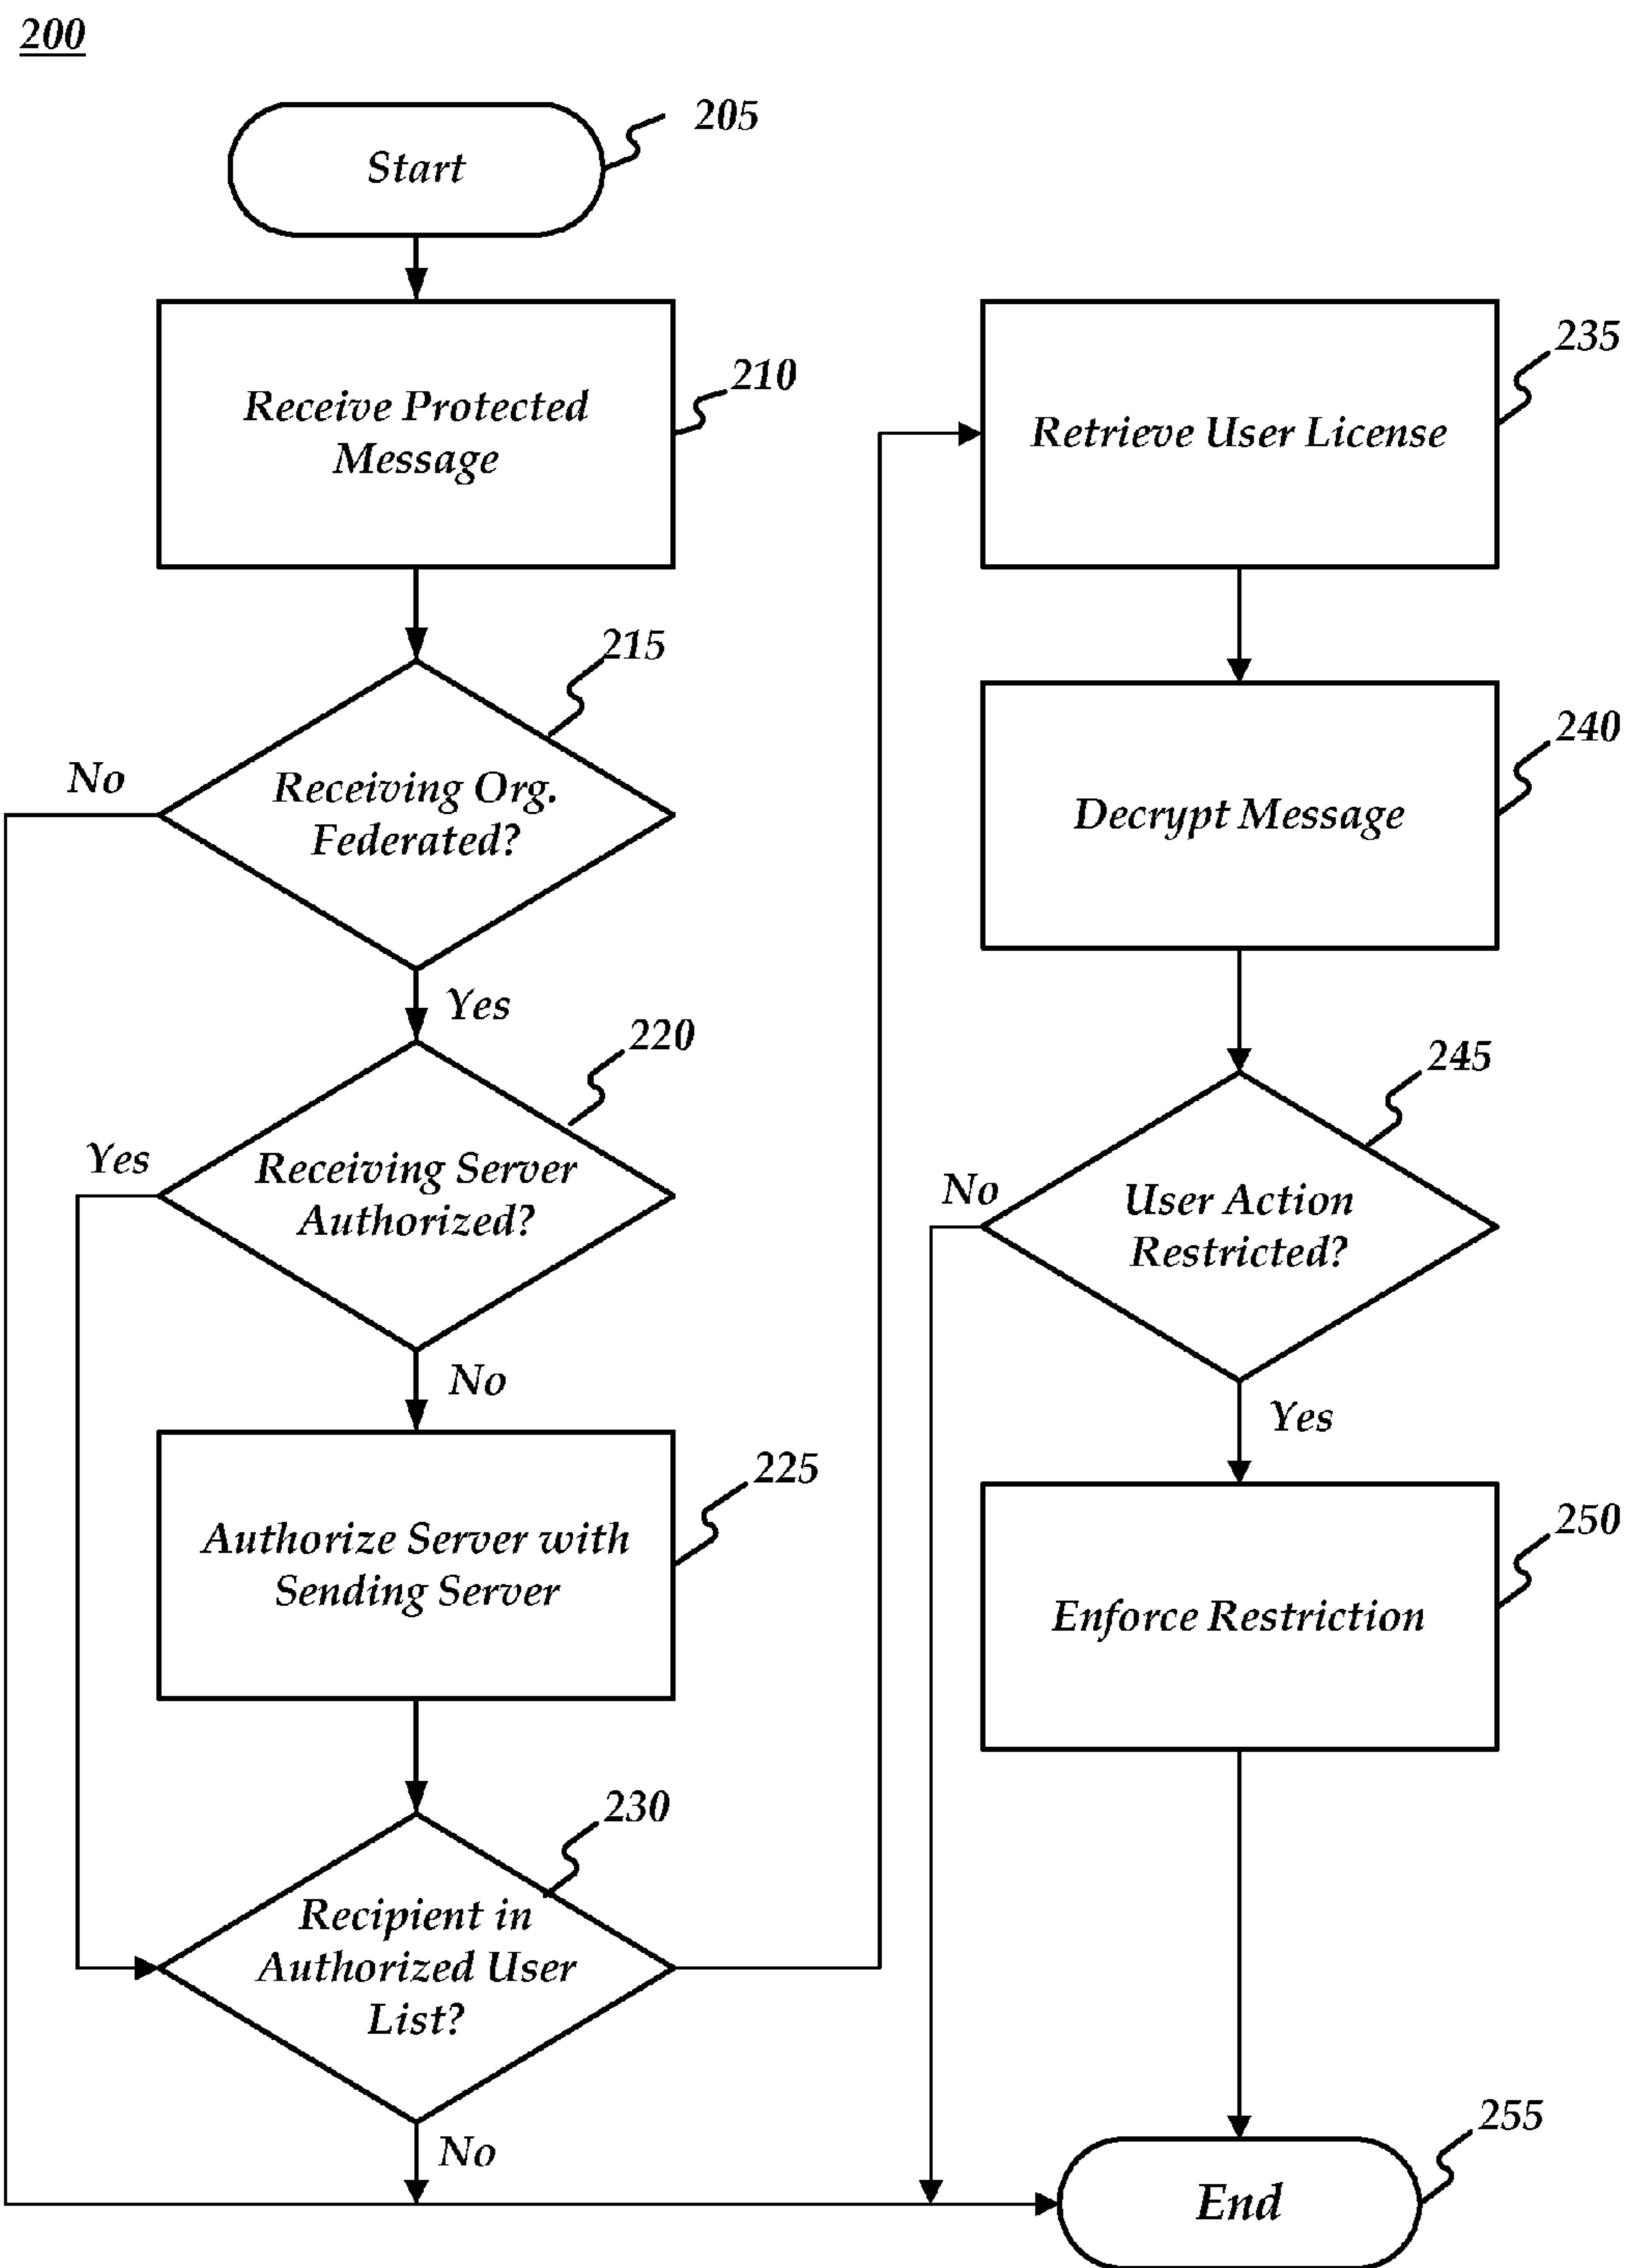 200
Start
205
Receive Protected
Message
210
Receiving Org.
Federated?
215
No
Yes
Receiving Server
Authorized?
220
Yes
No
Authorize Server with
Sending Server
225
Recipient in
Authorized User
List?
230
No
Retrieve User License
235
Decrypt Message
240
User Action
Restricted?
245
No
Yes
Enforce Restriction
250
End
255